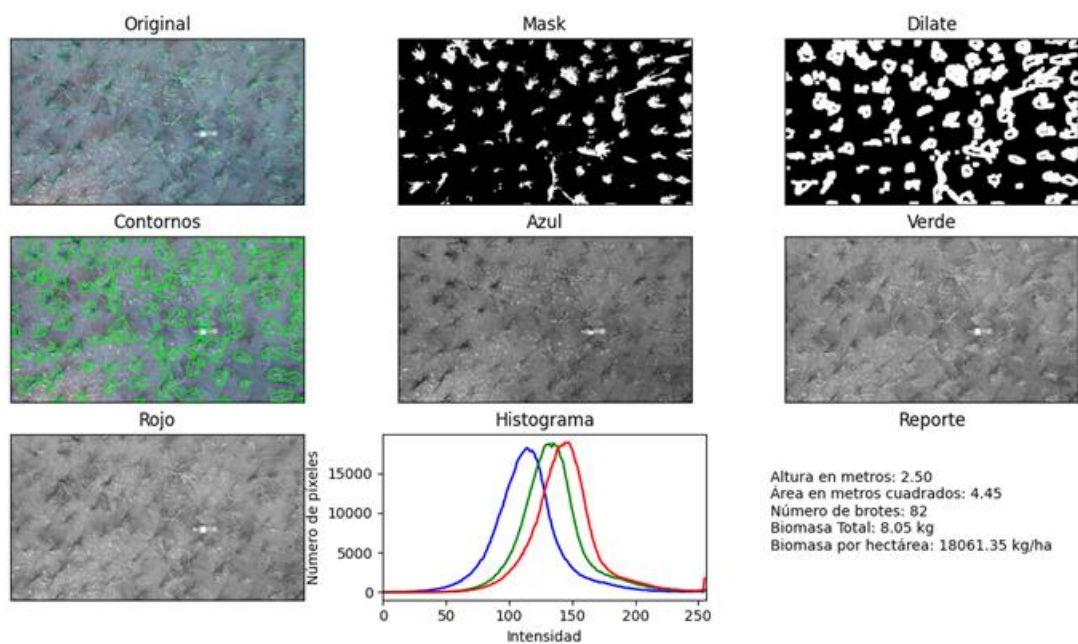 Original
Mask
Dilate
Contornos
Azul
Verde
Rojo
Histograma
Reporte
Número de píxeles
15000
10000
5000
0
0
50
100
150
200
250
Intensidad
Altura en metros: 2.50
Área en metros cuadrados: 4.45
Número de brotes: 82
Biomasa Total: 8.05 kg
Biomasa por hectárea: 18061.35 kg/ha